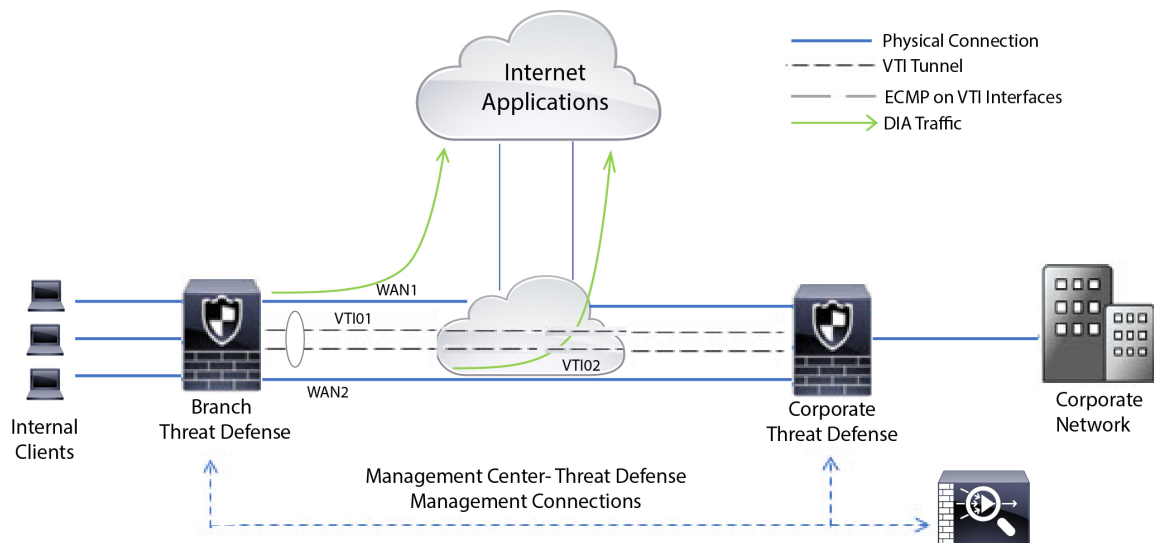 Internet
Applications
Physical Connection
VTI Tunnel
ECMP on VTI Interfaces
DIA Traffic
WAN1
VTI01
VTI02
WAN2
Internal
Clients
Branch
Threat Defense
Corporate
Threat Defense
Corporate
Network
Management Center- Threat Defense
Management Connections